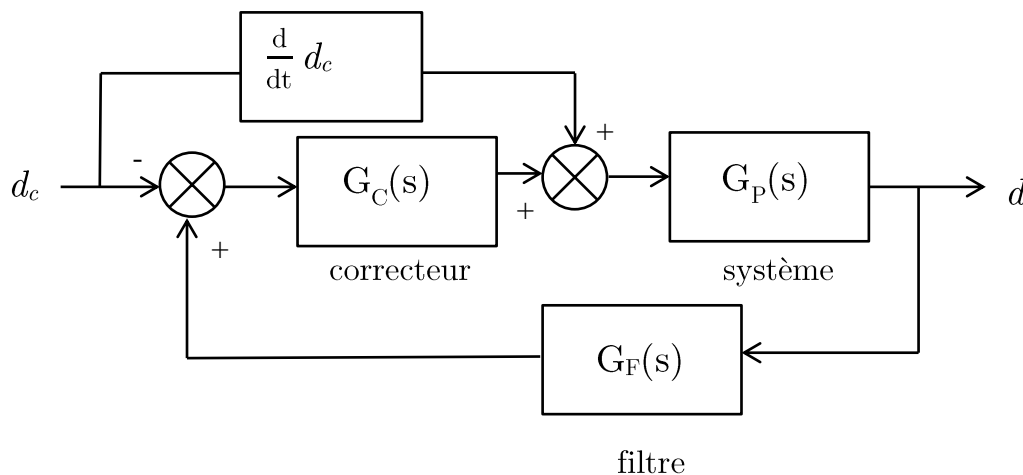 d/dt d_c
+
-
d_c
G_C(s)
G_P(s)
d
+
+
correcteur
système
G_F(s)
filtre